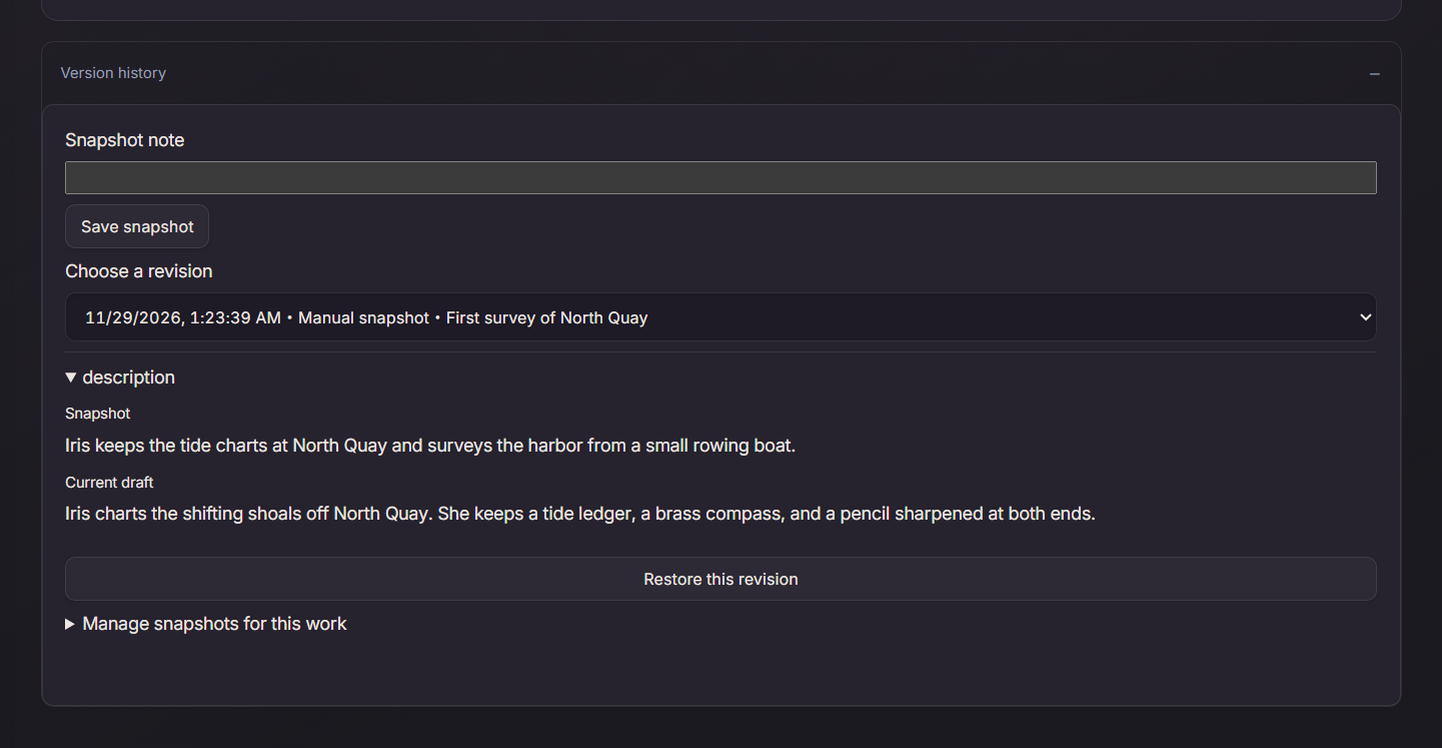 Version history
Snapshot note
Save snapshot
Choose a revision
11/29/2026, 1:23:39 AM • Manual snapshot • First survey of North Quay
description
Snapshot
Iris keeps the tide charts at North Quay and surveys the harbor from a small rowing boat.
Current draft
Iris charts the shifting shoals off North Quay. She keeps a tide ledger, a brass compass, and a pencil sharpened at both ends.
Restore this revision
Manage snapshots for this work